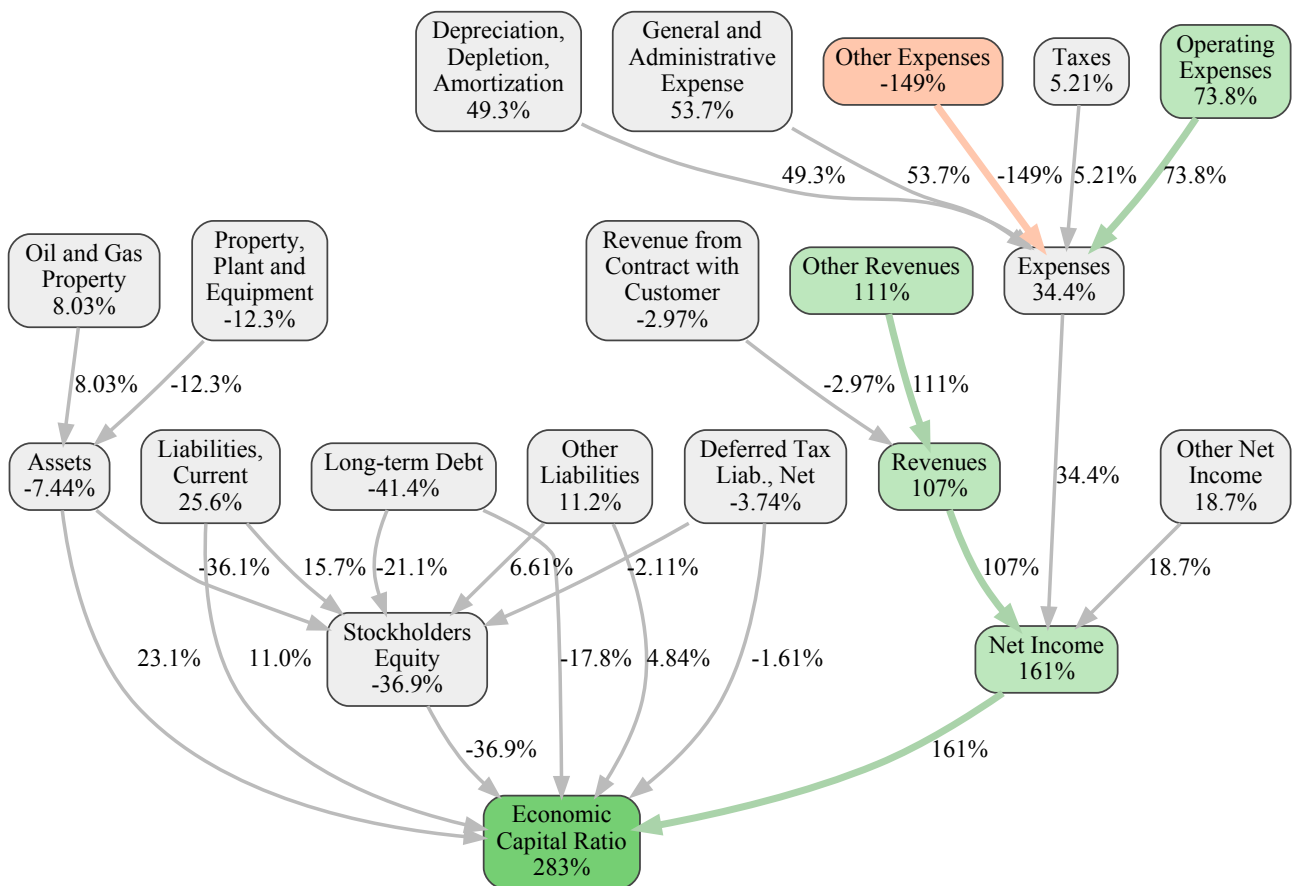 Depreciation,
Depletion,
Amortization
49.3%
General and
Administrative
Expense
53.7%
Other Expenses
-149%
Taxes
5.21%
Operating
Expenses
73.8%
49.3%
53.7%
-149%
5.21%
73.8%
Oil and Gas
Property
8.03%
Property,
Plant and
Equipment
-12.3%
Revenue from
Contract with
Customer
-2.97%
Other Revenues
111%
Expenses
34.4%
8.03%
-12.3%
-2.97%
111%
Assets
-7.44%
Liabilities,
Current
25.6%
Long-term Debt
-41.4%
Other
Liabilities
11.2%
Deferred Tax
Liab., Net
-3.74%
Revenues
107%
34.4%
Other Net
Income
18.7%
-36.1%
15.7%
-21.1%
6.61%
-2.11%
107%
18.7%
Stockholders
Equity
-36.9%
Net Income
161%
23.1%
11.0%
-17.8%
4.84%
-1.61%
-36.9%
161%
Economic
Capital Ratio
283%